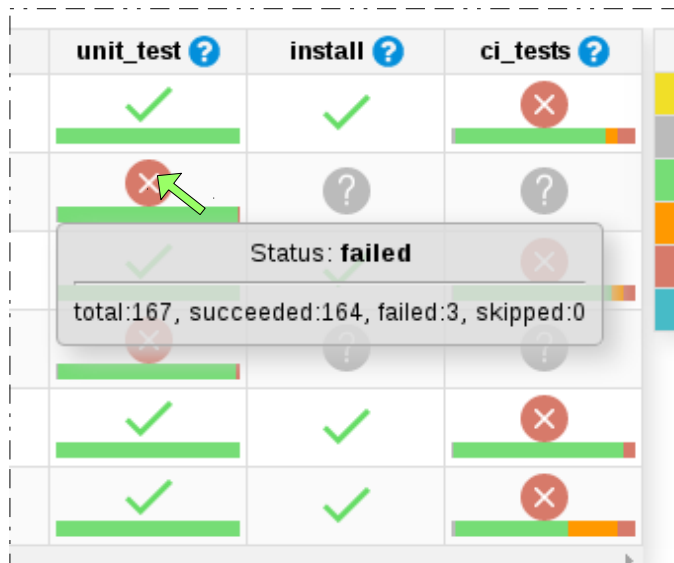 unit_test ? install ? ci_tests ?
? ?
Status: failed
total:167, succeeded:164, failed:3, skipped:0
? ?